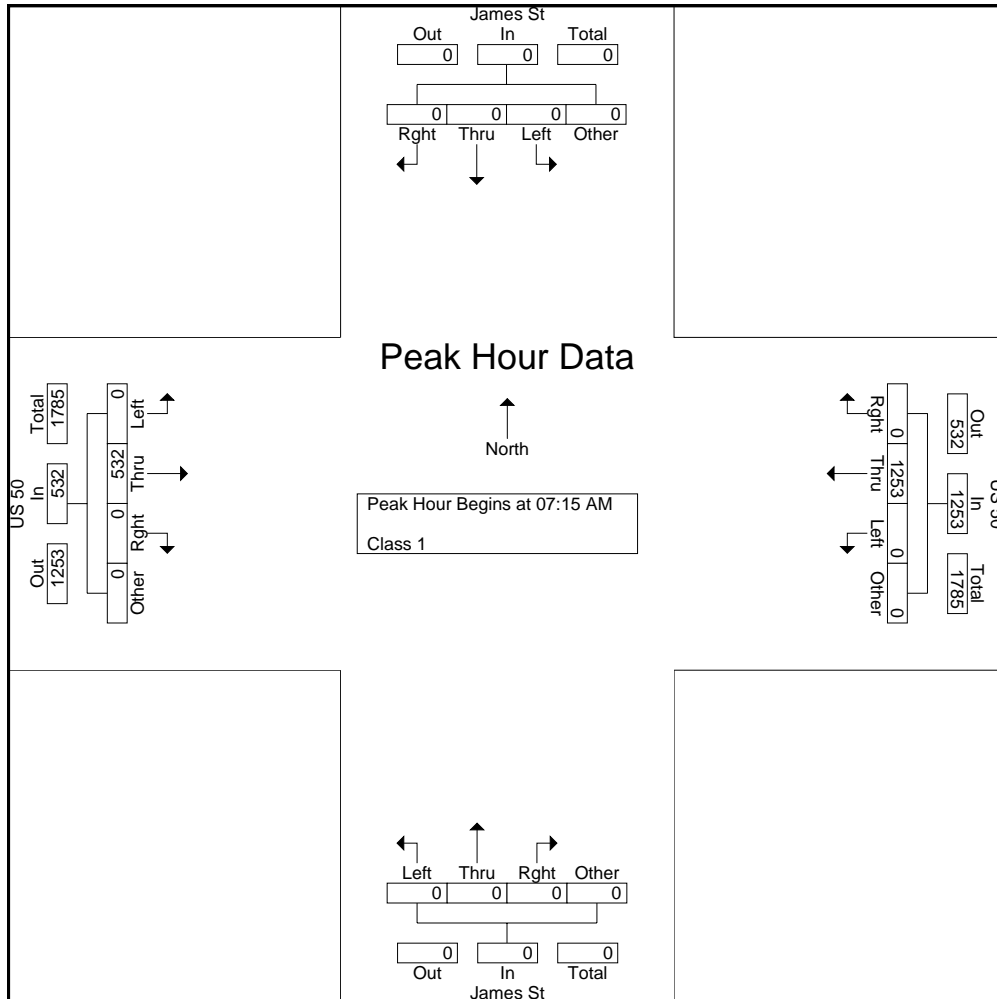 James St
Out In Total
0 0 0
0 0 0 0
Rght Thru Left Other
Peak Hour Data
North
Peak Hour Begins at 07:15 AM
Class 1
US 50
Total In Out
1785 532 1253
0 532 0 0
Left Thru Rght Other
US 50
Out In Total
532 1253 1785
0 1253 0 0
Rght Thru Left Other
Left Thru Rght Other
0 0 0 0
0 0 0
Out In Total
James St